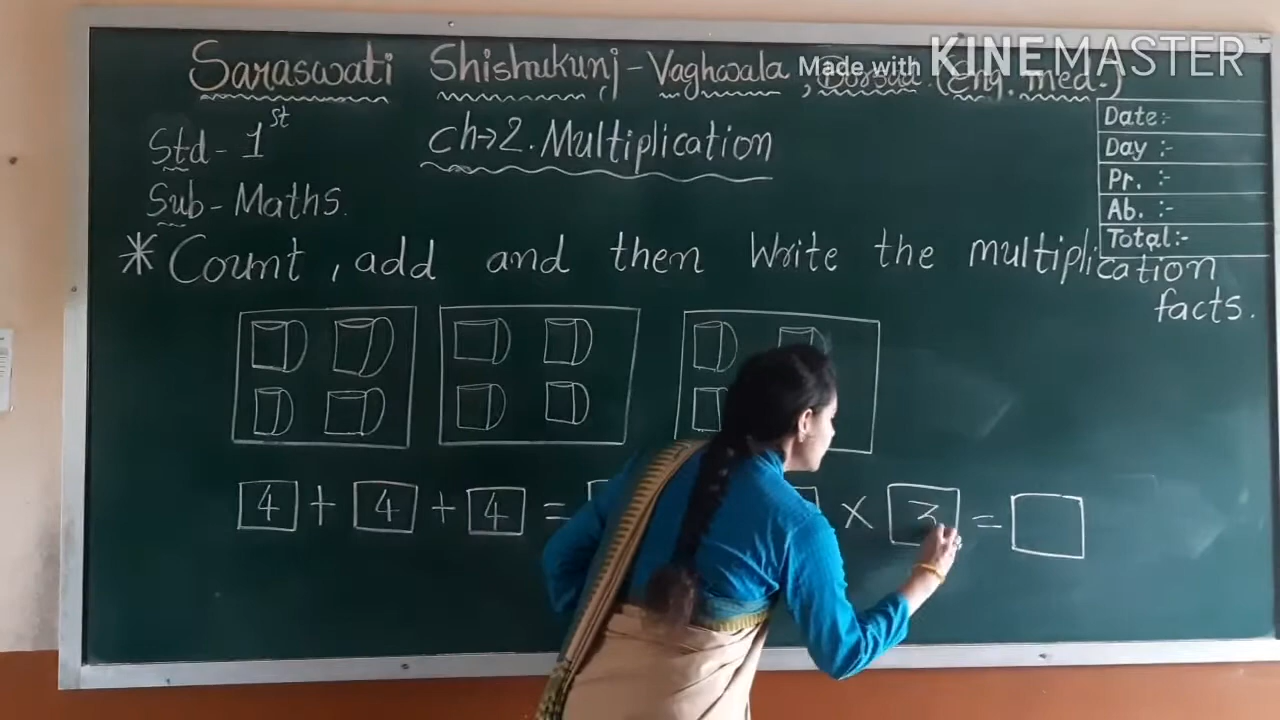 Saraswati Shishukunj - Vaghwala, (Eng. med.)
Made with KINEMASTER
Std - 1st
ch→2. Multiplication
Sub - Maths.
Date:-
Day :-
Pr. :-
Ab. :-
Total:-
* Count, add and then Write the multiplication
facts.
4 + 4 + 4 = × 3 =